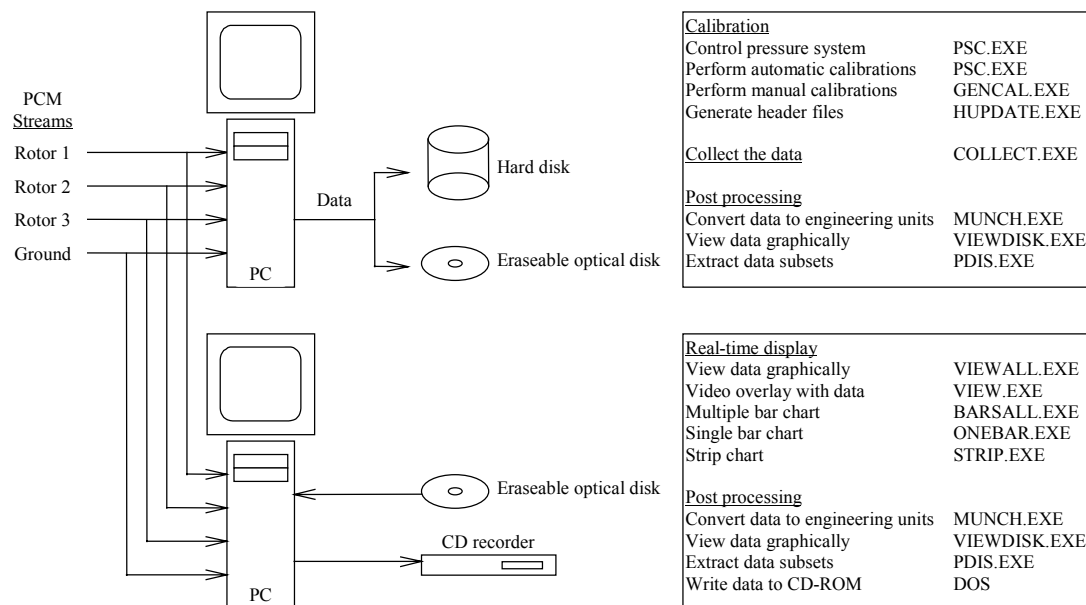 PCM
Streams
Rotor 1
Rotor 2
Rotor 3
Ground
PC
Data
Hard disk
Eraseable optical disk
Calibration
Control pressure system PSC.EXE
Perform automatic calibrations PSC.EXE
Perform manual calibrations GENCAL.EXE
Generate header files HUPDATE.EXE
Collect the data COLLECT.EXE
Post processing
Convert data to engineering units MUNCH.EXE
View data graphically VIEWDISK.EXE
Extract data subsets PDIS.EXE
PC
Eraseable optical disk
CD recorder
Real-time display
View data graphically VIEWALL.EXE
Video overlay with data VIEW.EXE
Multiple bar chart BARSALL.EXE
Single bar chart ONEBAR.EXE
Strip chart STRIP.EXE
Post processing
Convert data to engineering units MUNCH.EXE
View data graphically VIEWDISK.EXE
Extract data subsets PDIS.EXE
Write data to CD-ROM DOS